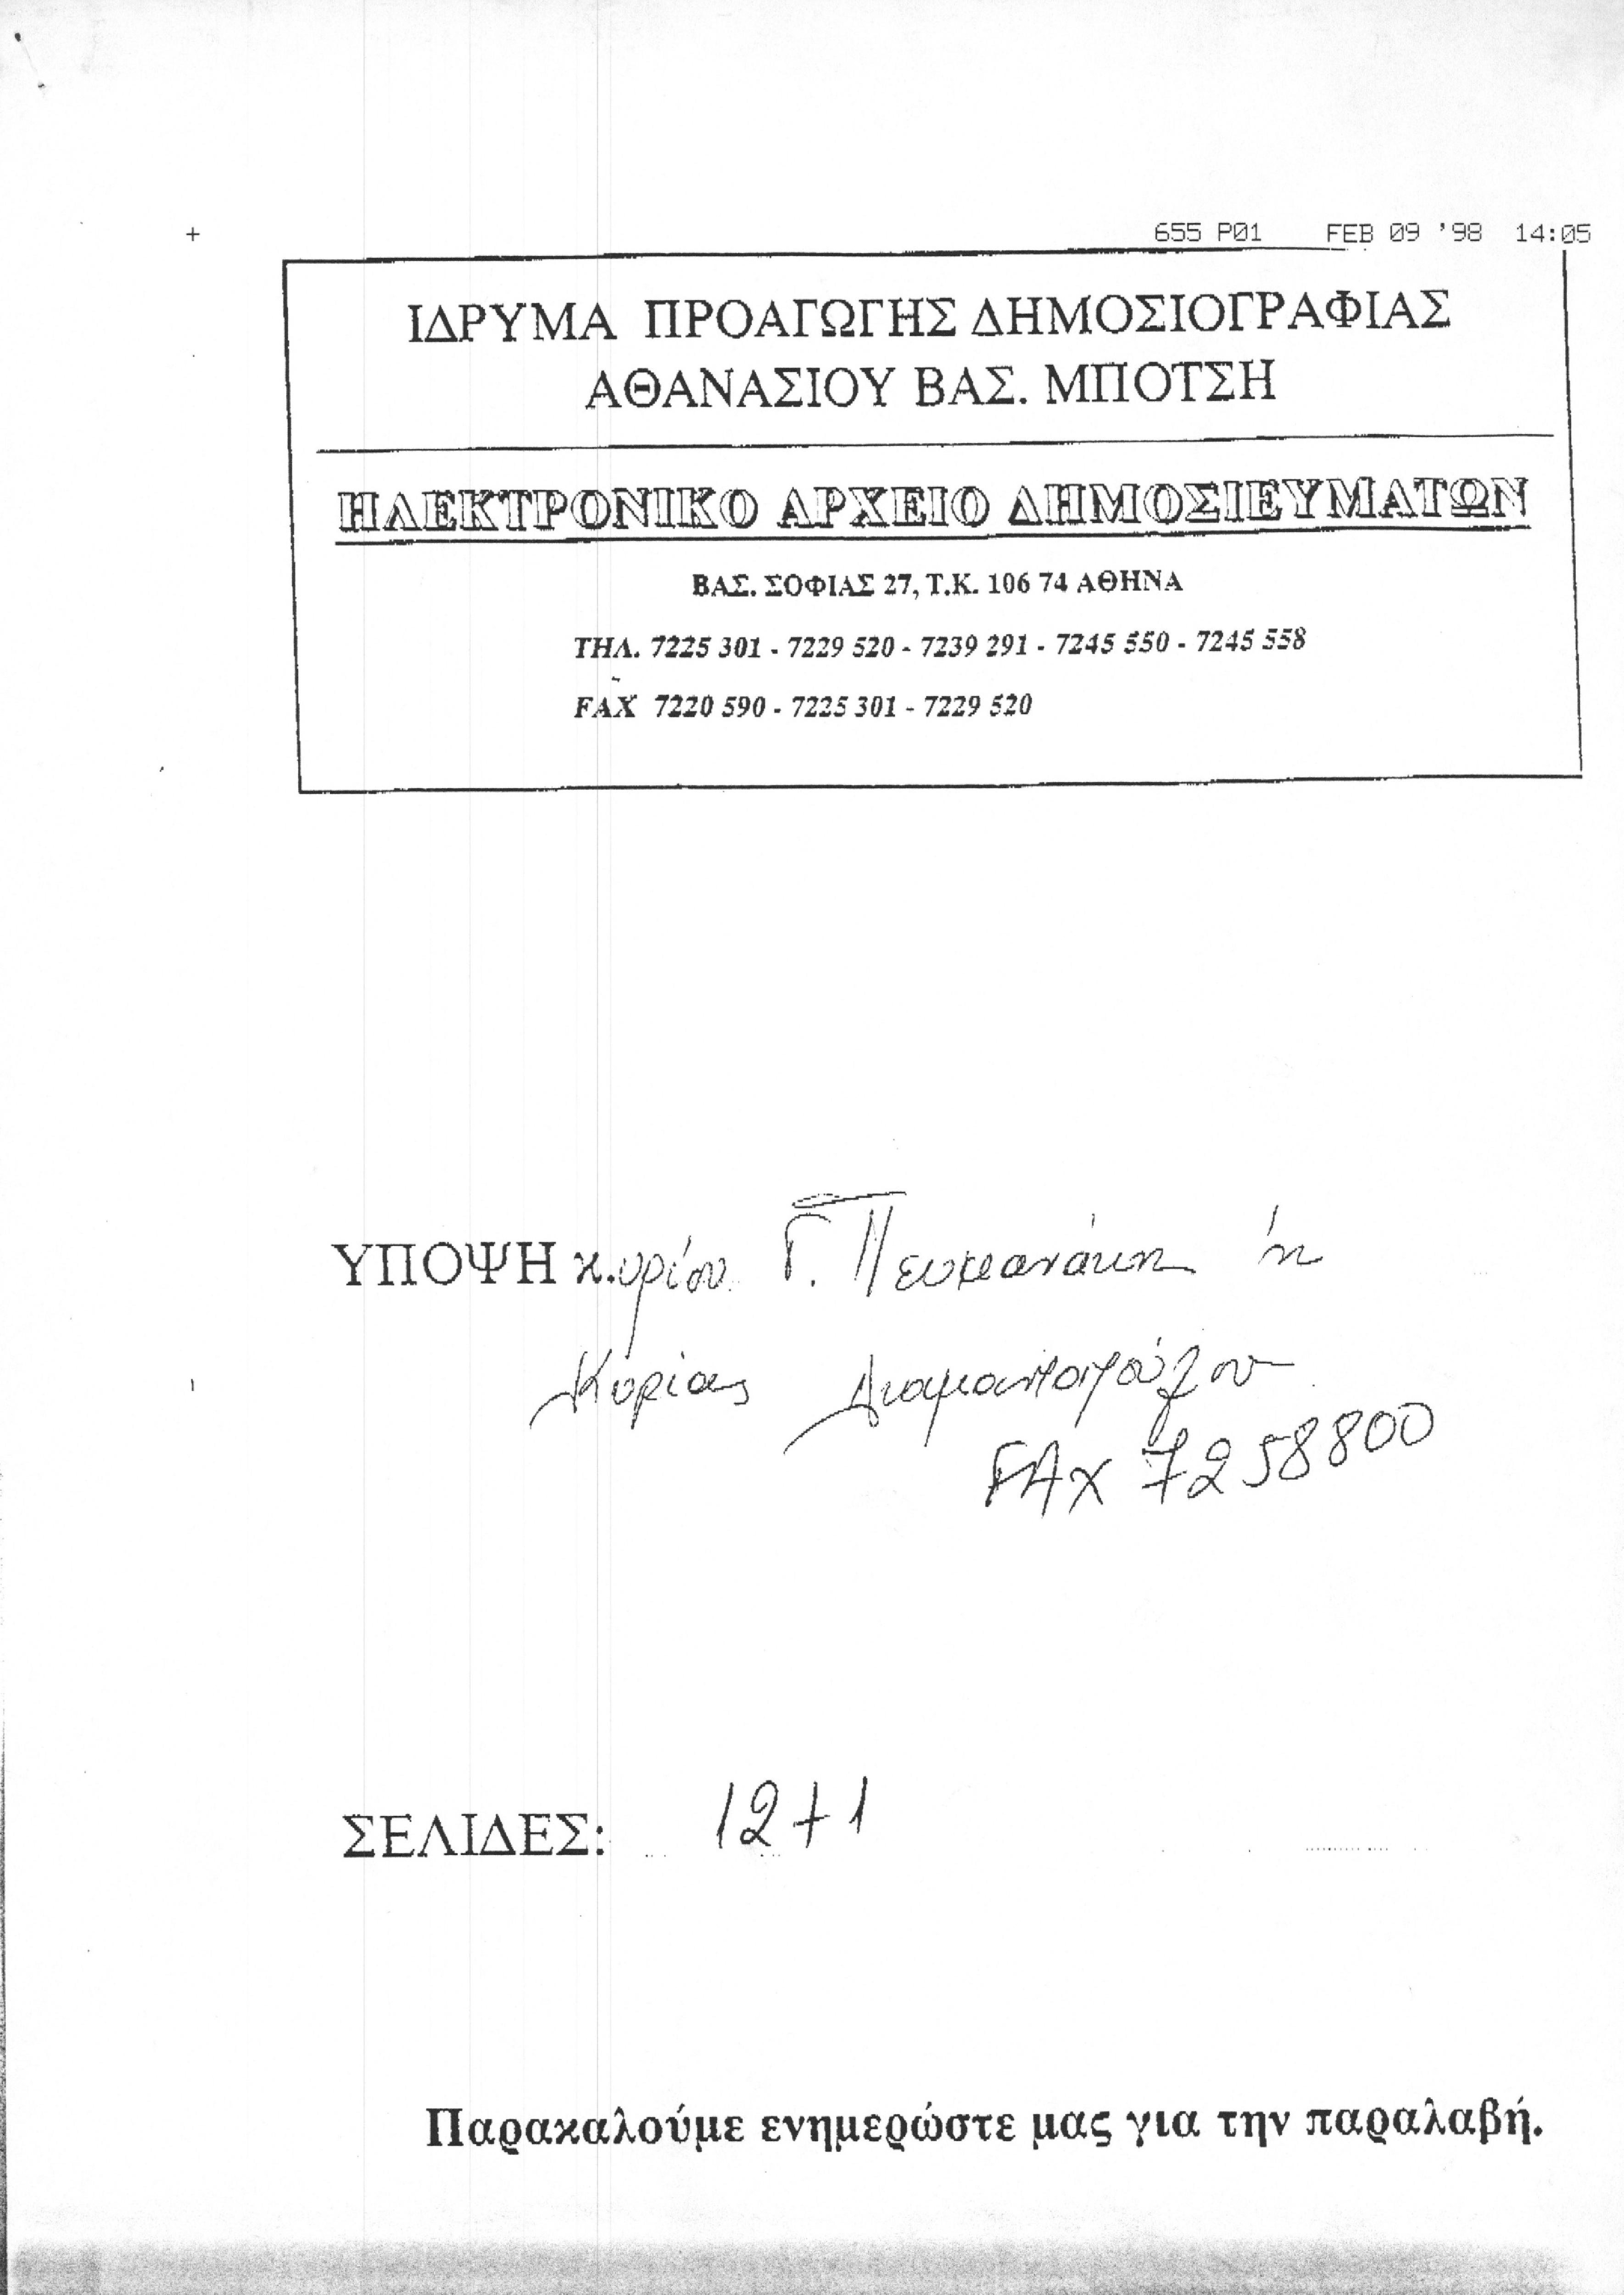 655 P01 FEB 09 '98 14:05
ΙΔΡΥΜΑ ΠΡΟΑΓΩΓΗΣ ΔΗΜΟΣΙΟΓΡΑΦΙΑΣ
ΑΘΑΝΑΣΙΟΥ ΒΑΣ. ΜΠΟΤΣΗ
ΗΛΕΚΤΡΟΝΙΚΟ ΑΡΧΕΙΟ ΔΗΜΟΣΙΕΥΜΑΤΩΝ
ΒΑΣ. ΣΟΦΙΑΣ 27, Τ.Κ. 106 74 ΑΘΗΝΑ
ΤΗΛ. 7225 301 - 7229 520 - 7239 291 - 7245 550 - 7245 558
FAX 7220 590 - 7225 301 - 7229 520
ΥΠΟΨΗ κ.υρίου Γ. ή
Κυρίας Διαμαντοπούλου
FAX 7258800
ΣΕΛΙΔΕΣ: 12+1
Παρακαλούμε ενημερώστε μας για την παραλαβή.